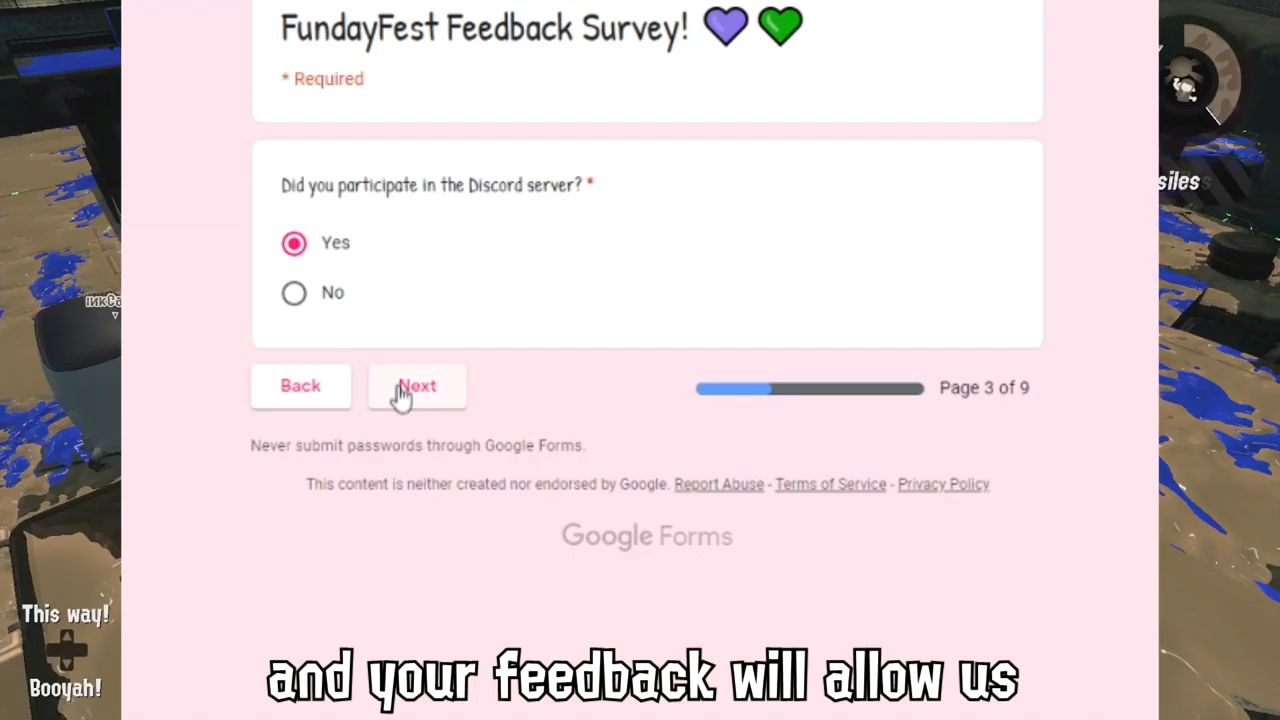 FundayFest Feedback Survey! 💜 💚
* Required
siles
Did you participate in the Discord server? *
Yes
No
Back
Next
Page 3 of 9
Never submit passwords through Google Forms.
This content is neither created nor endorsed by Google. Report Abuse - Terms of Service - Privacy Policy
Google Forms
This way!
Booyah!
and your feedback will allow us